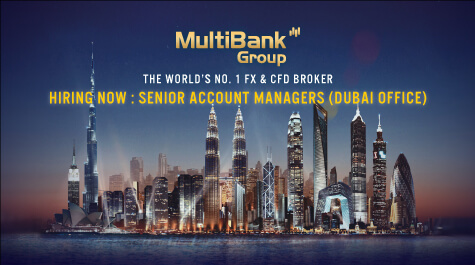 MultiBank
Group
THE WORLD'S NO. 1 FX & CFD BROKER
HIRING NOW : SENIOR ACCOUNT MANAGERS (DUBAI OFFICE)